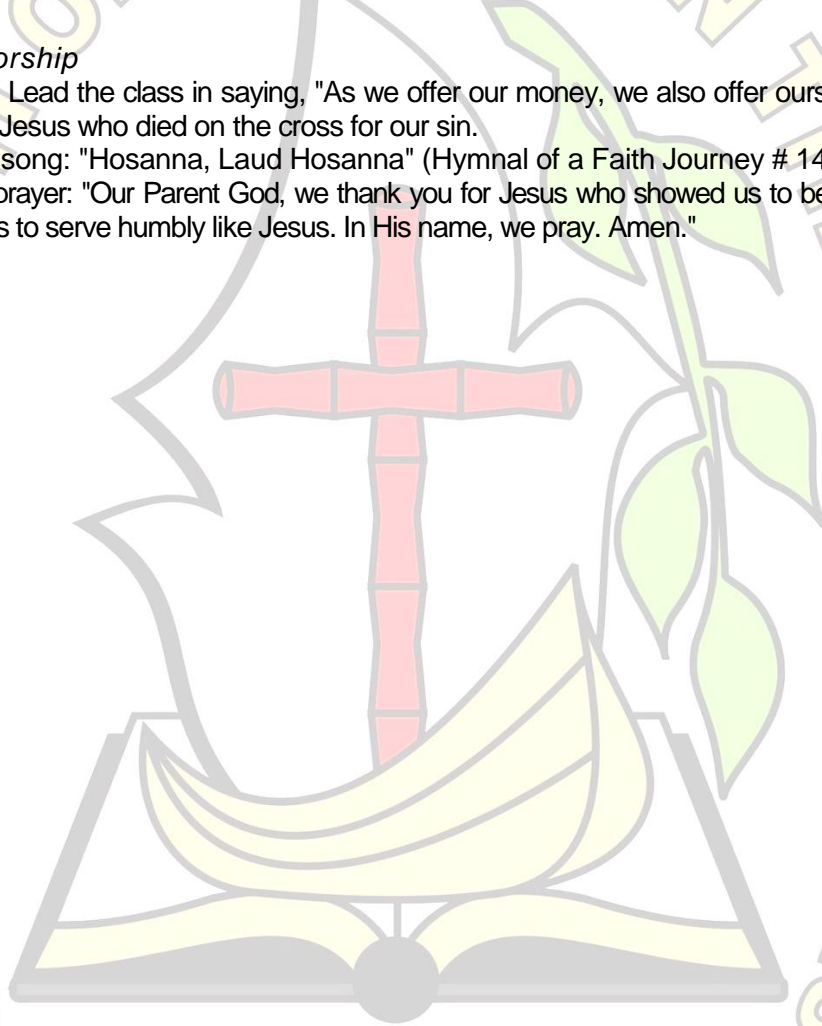 orship
Lead the class in saying, "As we offer our money, we also offer ours
Jesus who died on the cross for our sin.
song: "Hosanna, Laud Hosanna" (Hymnal of a Faith Journey # 14
prayer: "Our Parent God, we thank you for Jesus who showed us to be
s to serve humbly like Jesus. In His name, we pray. Amen."